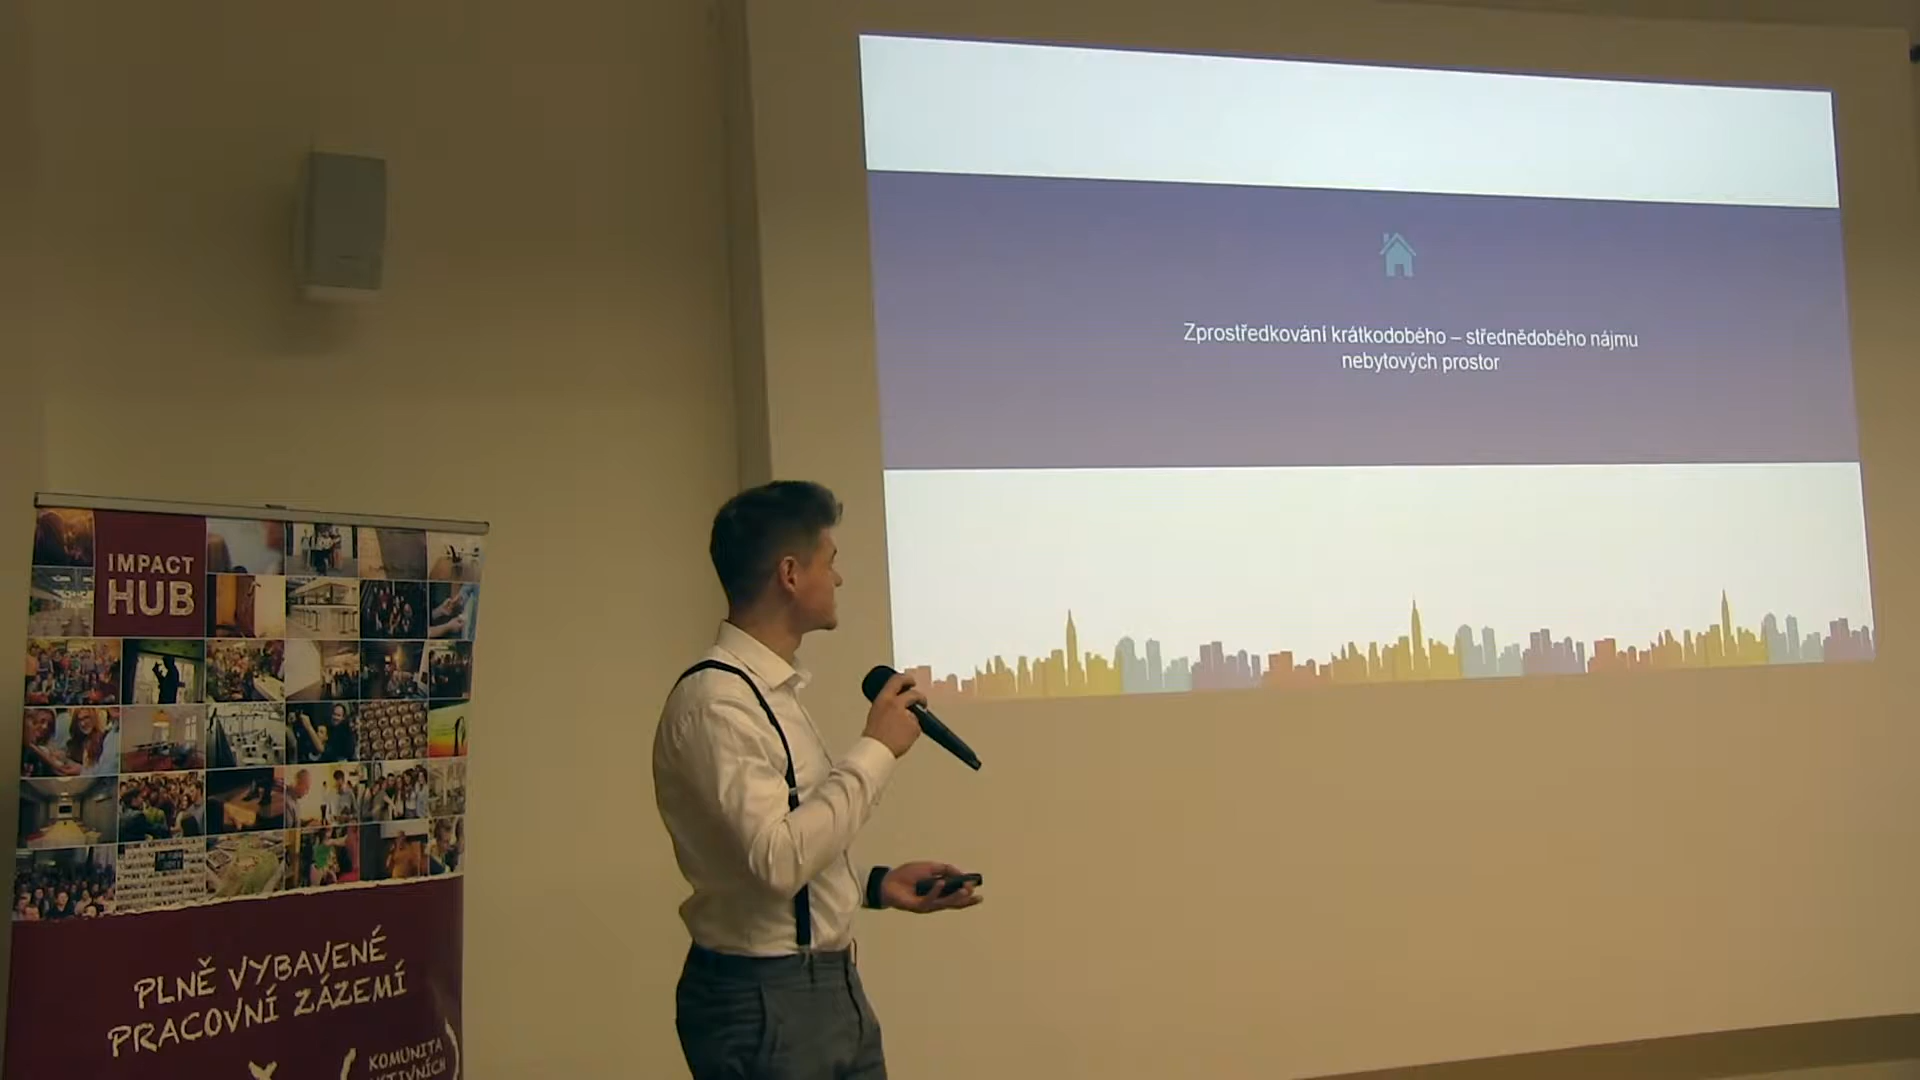 Zprostředkování krátkodobého – střednědobého nájmu
nebytových prostor
IMPACT
HUB
PLNĚ VYBAVENÉ
PRACOVNÍ ZÁZEMÍ
KOMUNITA